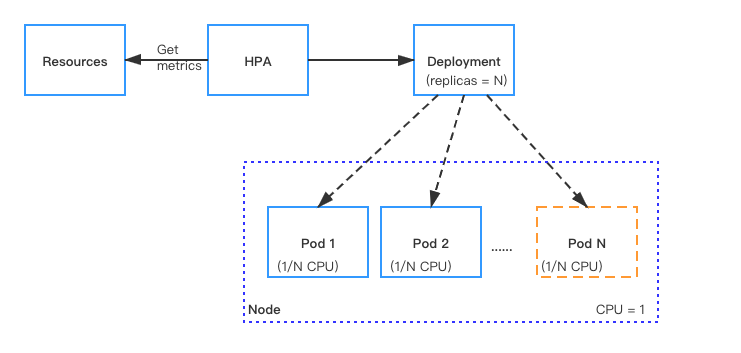 Resources
Get
metrics
HPA
Deployment
(replicas = N)
Pod 1
(1/N CPU)
Pod 2
(1/N CPU)
......
Pod N
(1/N CPU)
Node
CPU = 1